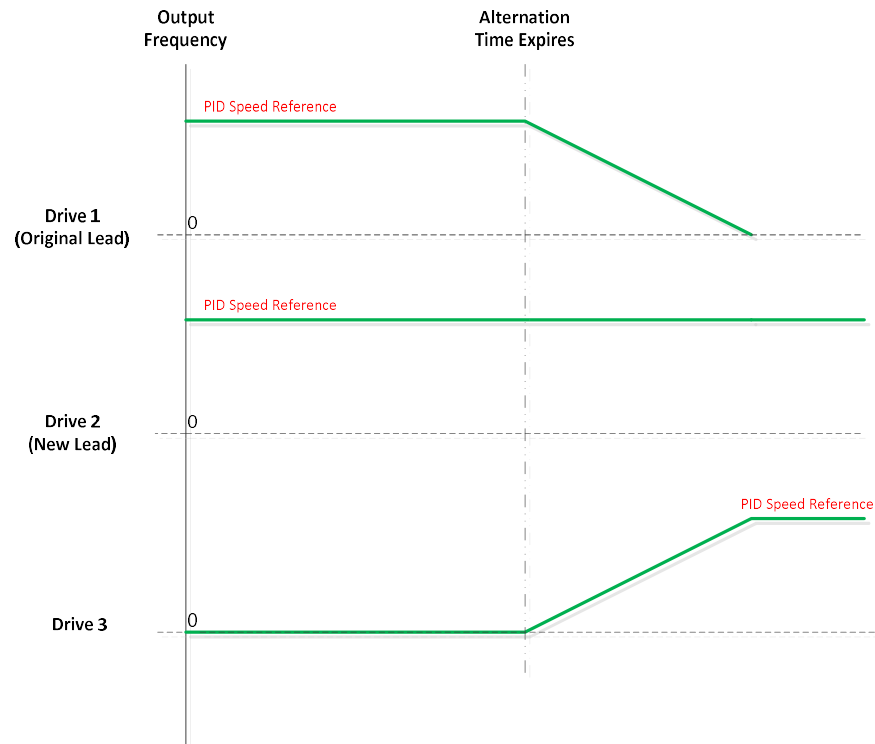 Output
Frequency
Alternation
Time Expires
PID Speed Reference
Drive 1
(Original Lead)
0
PID Speed Reference
Drive 2
(New Lead)
0
PID Speed Reference
Drive 3
0